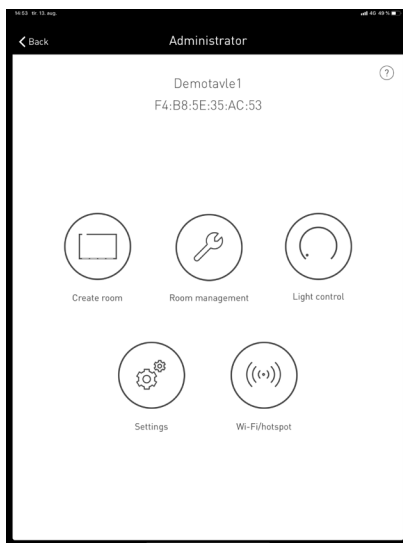 14:53 tir. 13. aug.
4G 49 %
Back
Administrator
?
Demotavle1
F4:B8:5E:35:AC:53
Create room
Room management
Light control
Settings
Wi-Fi/hotspot